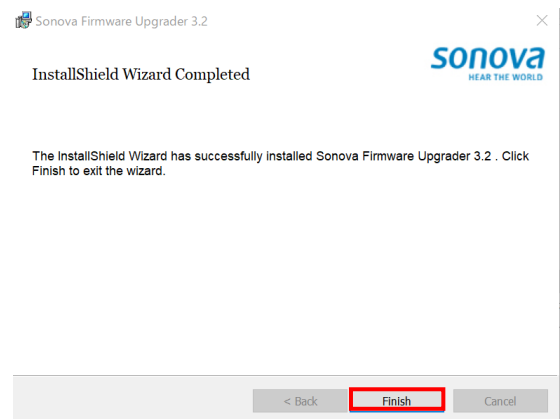 Sonova Firmware Upgrader 3.2
InstallShield Wizard Completed
sonova
HEAR THE WORLD
The InstallShield Wizard has successfully installed Sonova Firmware Upgrader 3.2 . Click
Finish to exit the wizard.
< Back
Finish
Cancel